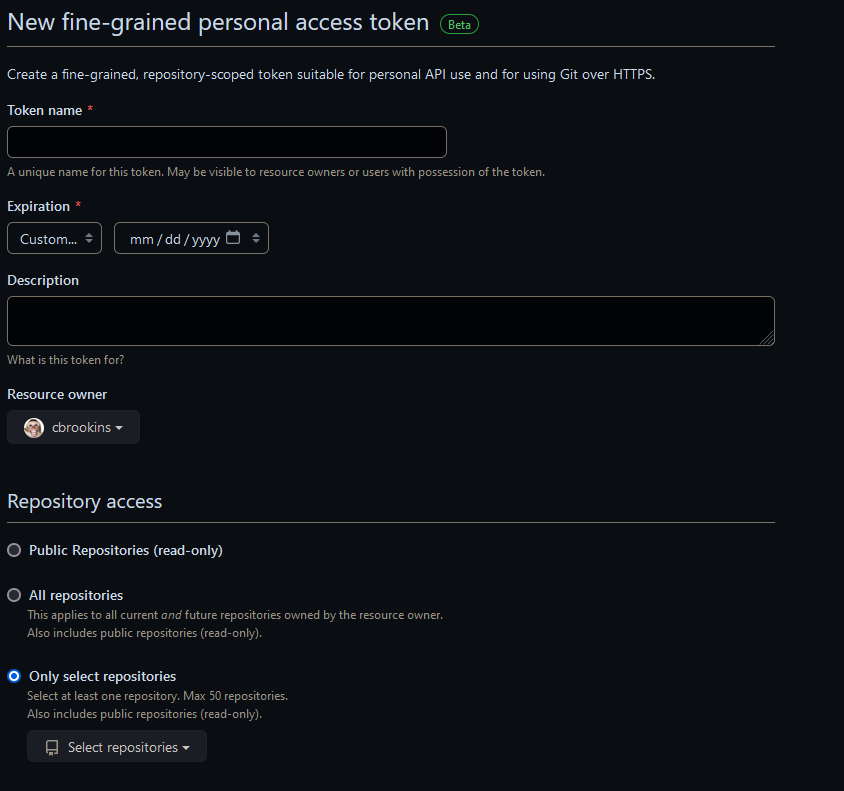 New fine-grained personal access token Beta
Create a fine-grained, repository-scoped token suitable for personal API use and for using Git over HTTPS.
Token name *
A unique name for this token. May be visible to resource owners or users with possession of the token.
Expiration *
Custom... mm / dd / yyyy
Description
What is this token for?
Resource owner
cbrookins
Repository access
Public Repositories (read-only)
All repositories
This applies to all current and future repositories owned by the resource owner.
Also includes public repositories (read-only).
Only select repositories
Select at least one repository. Max 50 repositories.
Also includes public repositories (read-only).
Select repositories